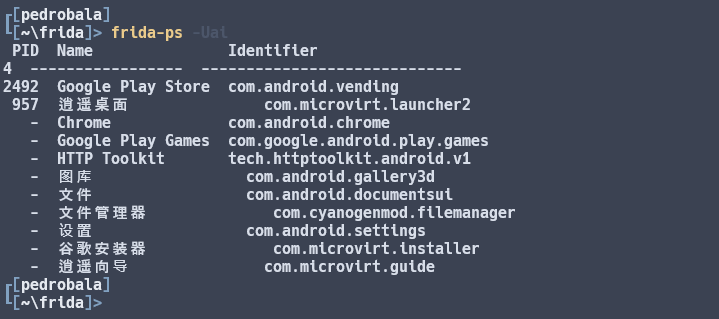 ┌[pedrobala]
└[~\frida]> frida-ps -Uai
PID  Name               Identifier
4  -----------------  -----------------------------
2492  Google Play Store  com.android.vending
 957  逍遥桌面               com.microvirt.launcher2
   -  Chrome             com.android.chrome
   -  Google Play Games  com.google.android.play.games
   -  HTTP Toolkit       tech.httptoolkit.android.v1
   -  图库                 com.android.gallery3d
   -  文件                 com.android.documentsui
   -  文件管理器              com.cyanogenmod.filemanager
   -  设置                 com.android.settings
   -  谷歌安装器              com.microvirt.installer
   -  逍遥向导               com.microvirt.guide
┌[pedrobala]
└[~\frida]>